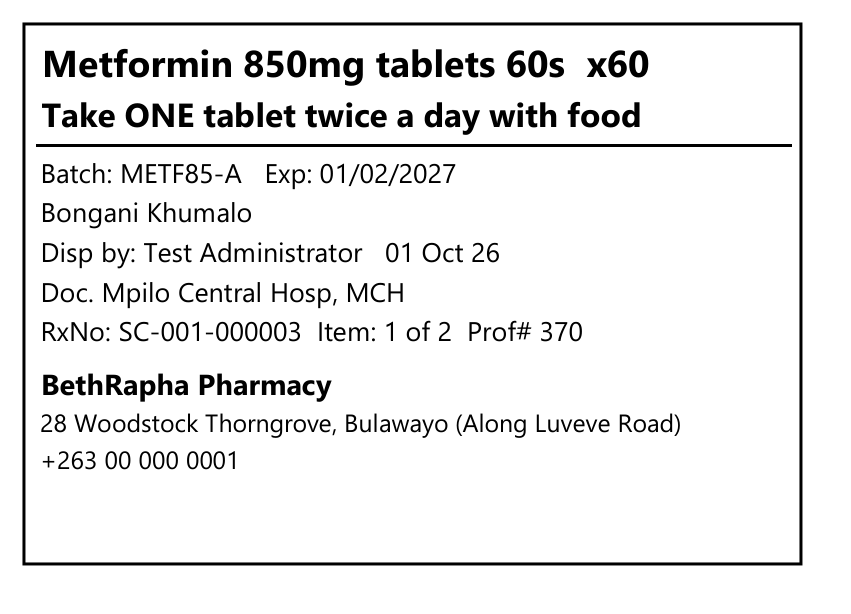 Metformin 850mg tablets 60s  x60
Take ONE tablet twice a day with food
Batch: METF85-A   Exp: 01/02/2027
Bongani Khumalo
Disp by: Test Administrator   01 Oct 26
Doc. Mpilo Central Hosp, MCH
RxNo: SC-001-000003  Item: 1 of 2  Prof# 370
BethRapha Pharmacy
28 Woodstock Thorngrove, Bulawayo (Along Luveve Road)
+263 00 000 0001